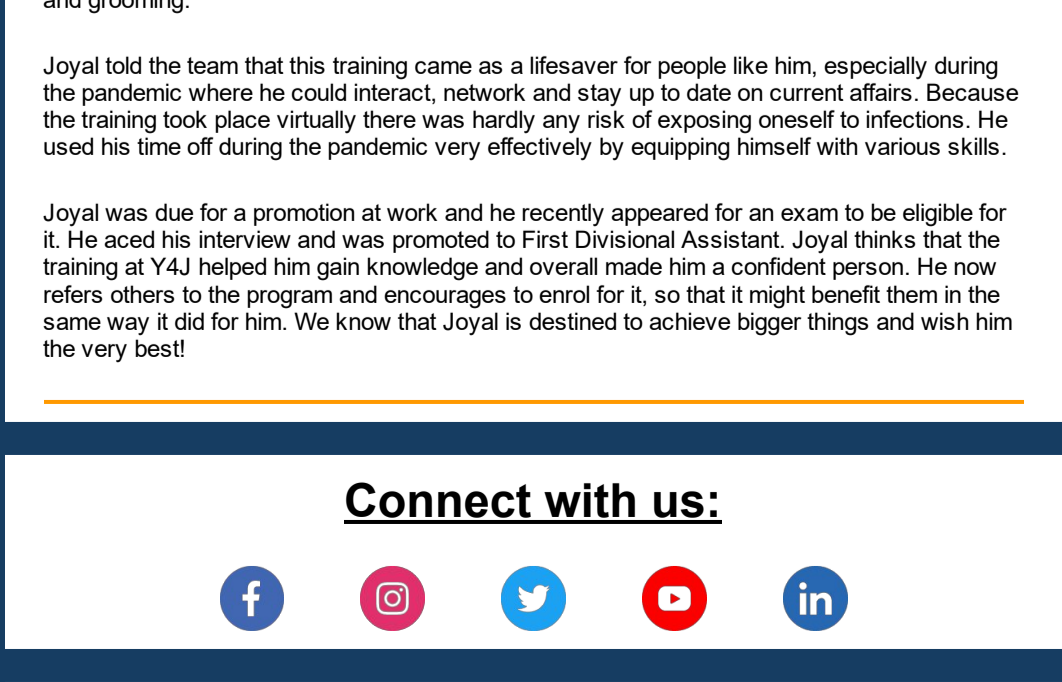 and grooming.
Joyal told the team that this training came as a lifesaver for people like him, especially during
the pandemic where he could interact, network and stay up to date on current affairs. Because
the training took place virtually there was hardly any risk of exposing oneself to infections. He
used his time off during the pandemic very effectively by equipping himself with various skills.
Joyal was due for a promotion at work and he recently appeared for an exam to be eligible for
it. He aced his interview and was promoted to First Divisional Assistant. Joyal thinks that the
training at Y4J helped him gain knowledge and overall made him a confident person. He now
refers others to the program and encourages to enrol for it, so that it might benefit them in the
same way it did for him. We know that Joyal is destined to achieve bigger things and wish him
the very best!
Connect with us: